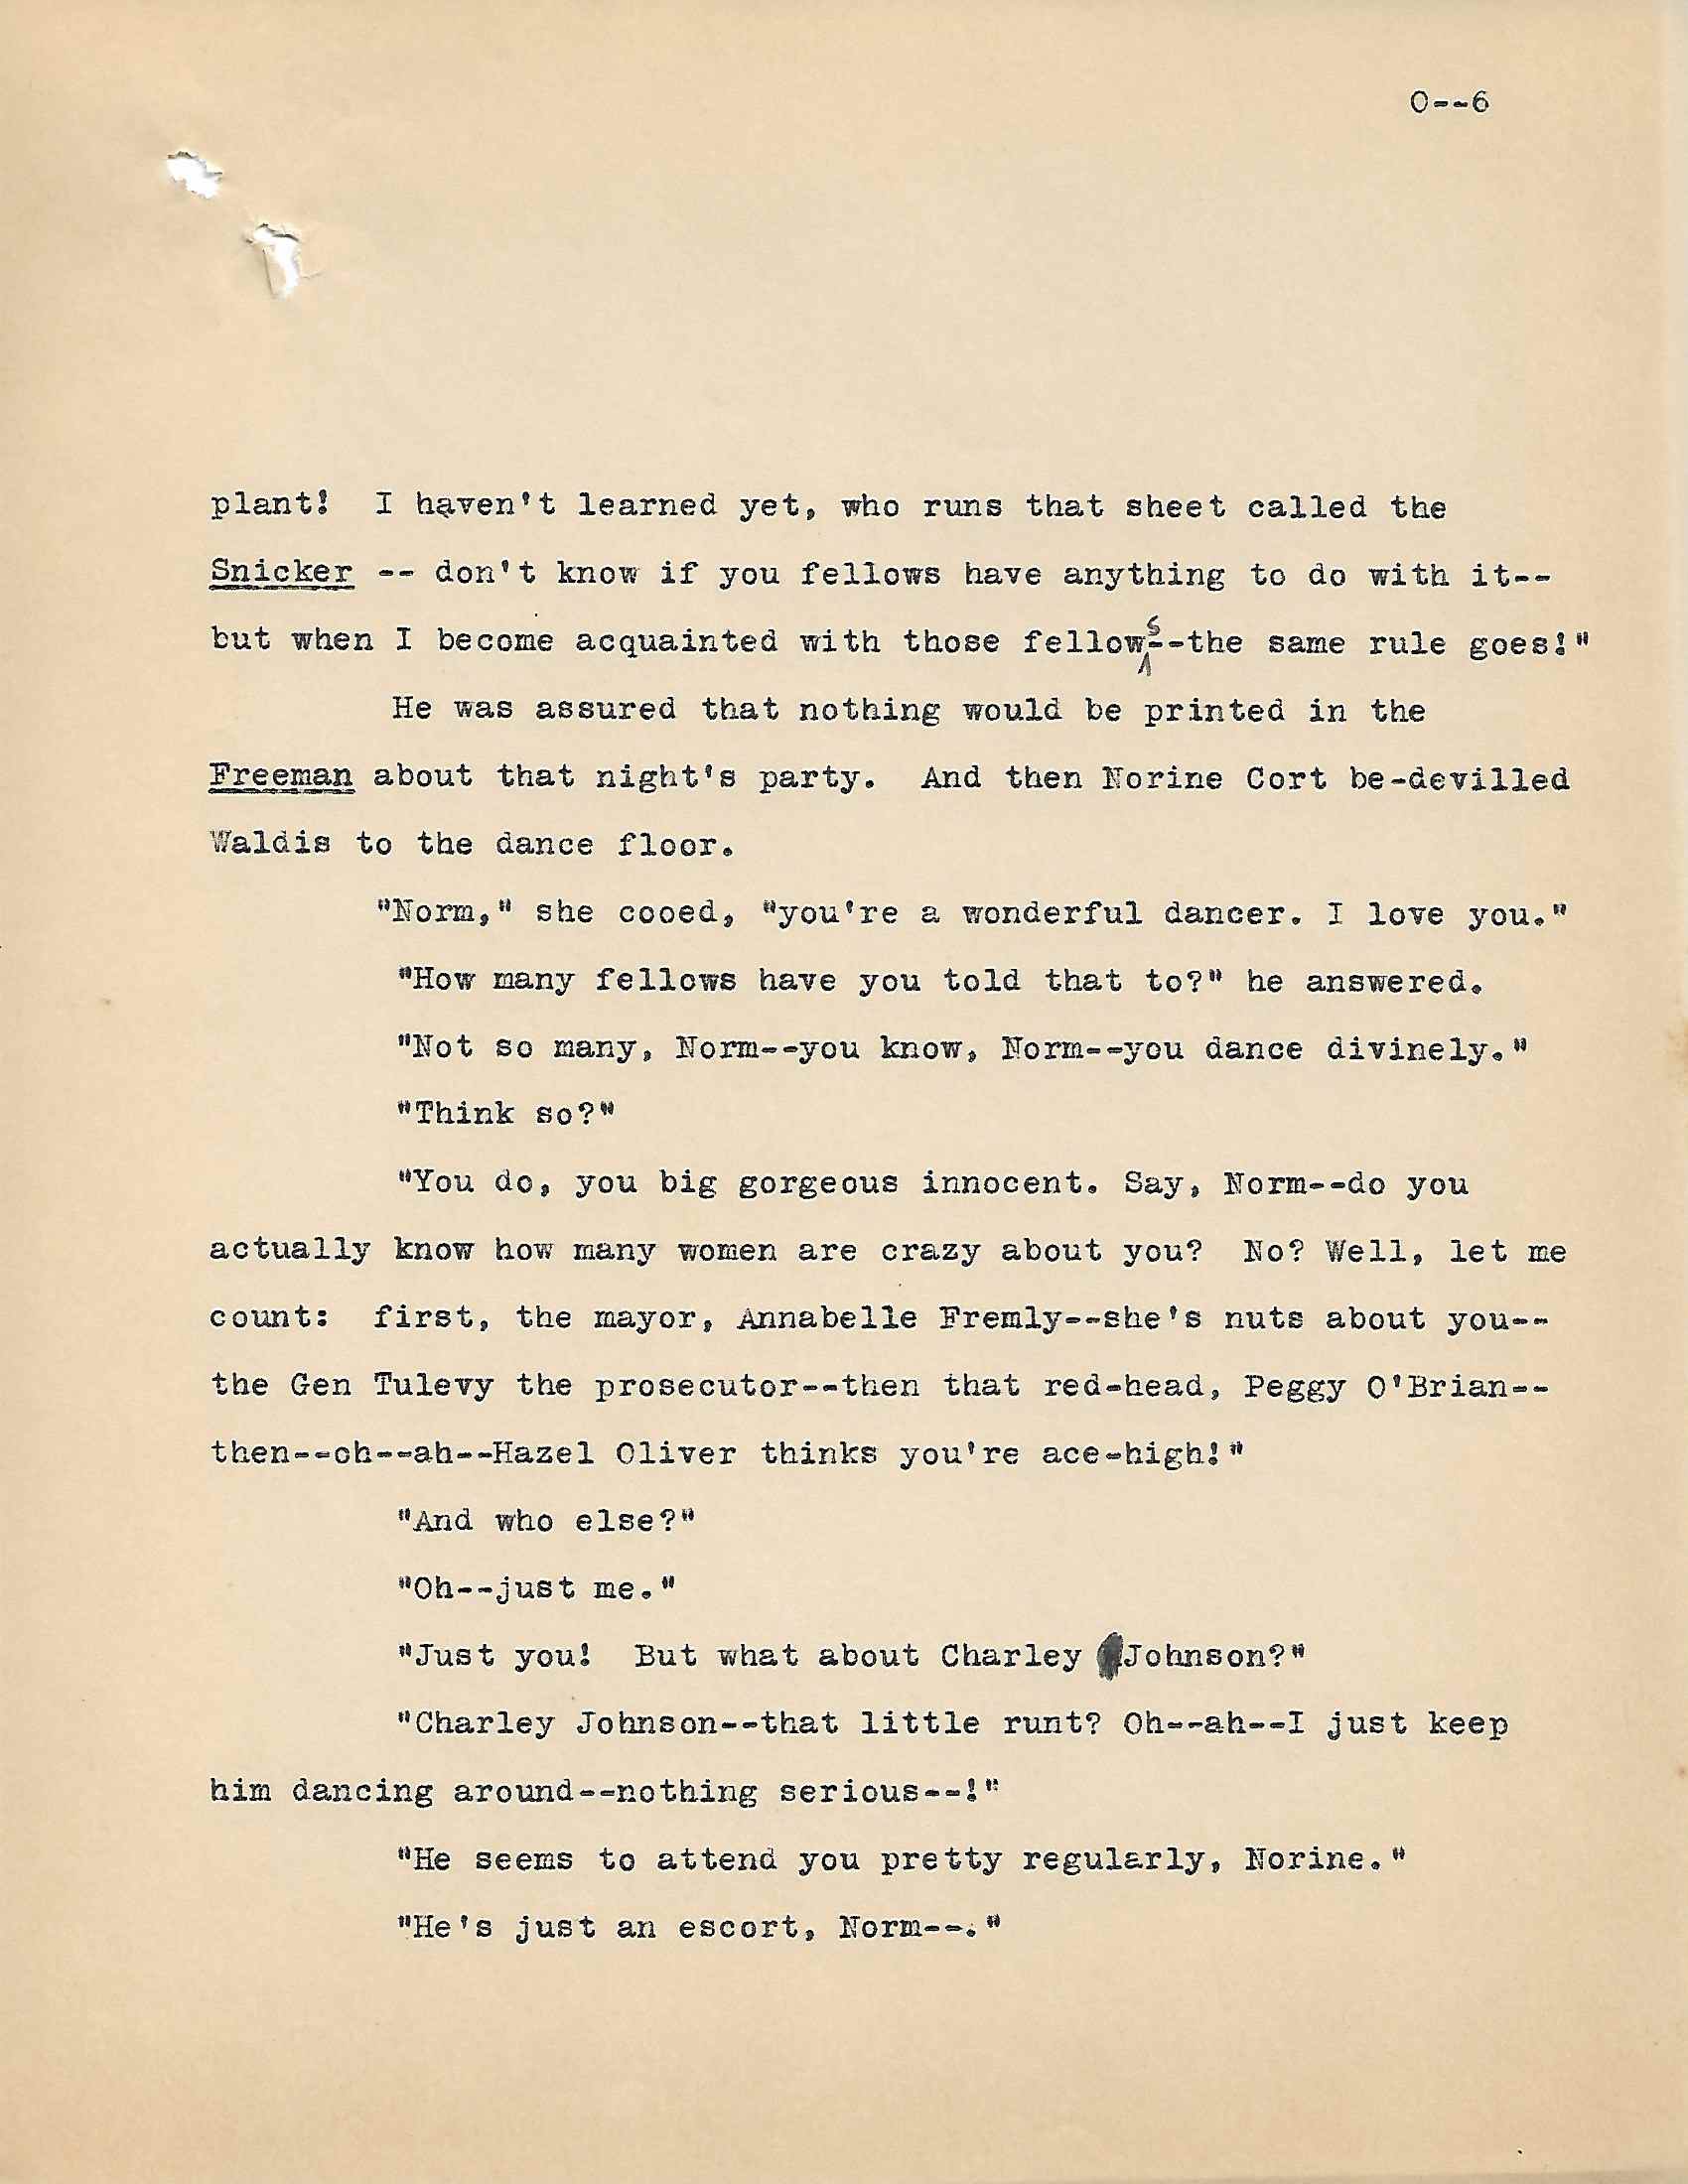 O--6
plant!  I haven't learned yet, who runs that sheet called the
Snicker -- don't know if you fellows have anything to do with it--
but when I become acquainted with those fellows--the same rule goes!"
He was assured that nothing would be printed in the
Freeman about that night's party.  And then Norine Cort be-devilled
Waldis to the dance floor.
"Norm," she cooed, "you're a wonderful dancer. I love you."
"How many fellows have you told that to?" he answered.
"Not so many, Norm--you know, Norm--you dance divinely."
"Think so?"
"You do, you big gorgeous innocent. Say, Norm--do you
actually know how many women are crazy about you?  No? Well, let me
count:  first, the mayor, Annabelle Fremly--she's nuts about you--
the Gen Tulevy the prosecutor--then that red-head, Peggy O'Brian--
then--oh--ah--Hazel Oliver thinks you're ace-high!"
"And who else?"
"Oh--just me."
"Just you!  But what about Charley Johnson?"
"Charley Johnson--that little runt? Oh--ah--I just keep
him dancing around--nothing serious--!"
"He seems to attend you pretty regularly, Norine."
"He's just an escort, Norm--."